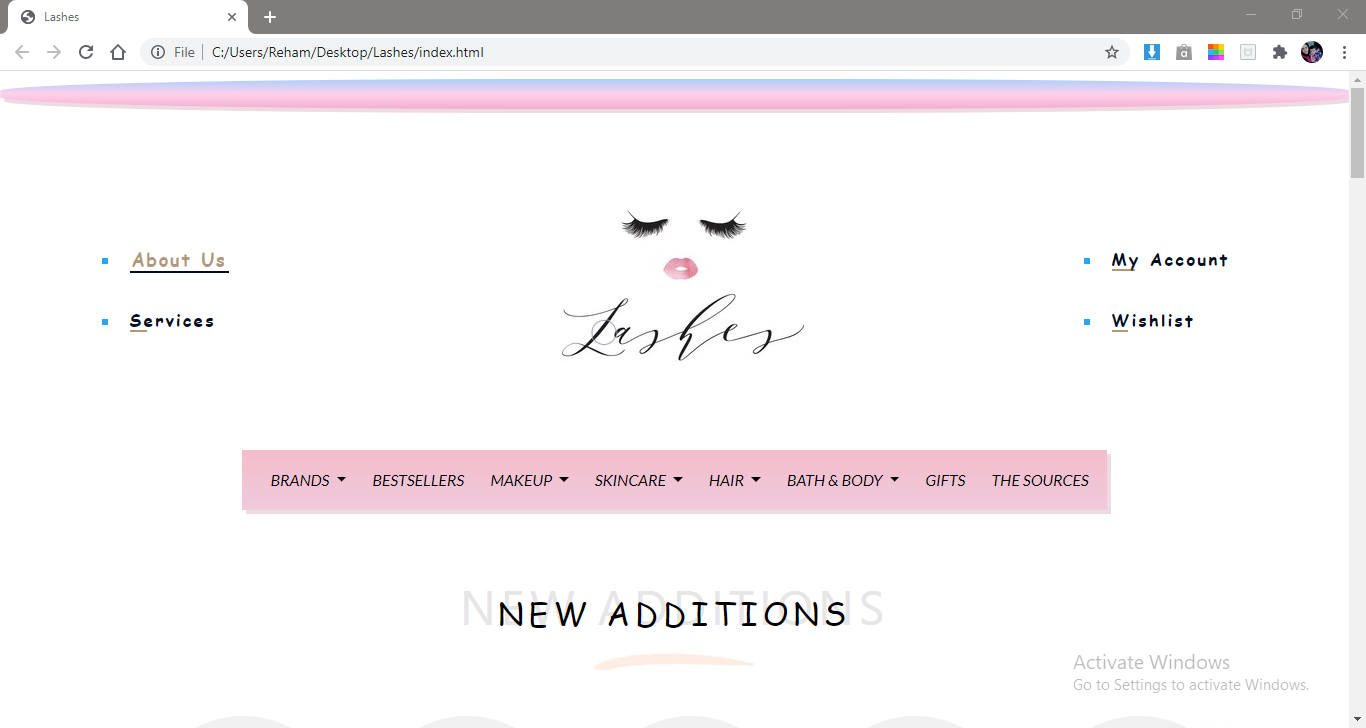 Lashes
File
C:/Users/Reham/Desktop/Lashes/index.html
About Us
My Account
Services
Wishlist
Lashes
BRANDS BESTSELLERS MAKEUP SKINCARE HAIR BATH & BODY GIFTS THE SOURCES
NEW ADDITIONS
NEW ADDITIONS
Activate Windows
Go to Settings to activate Windows.